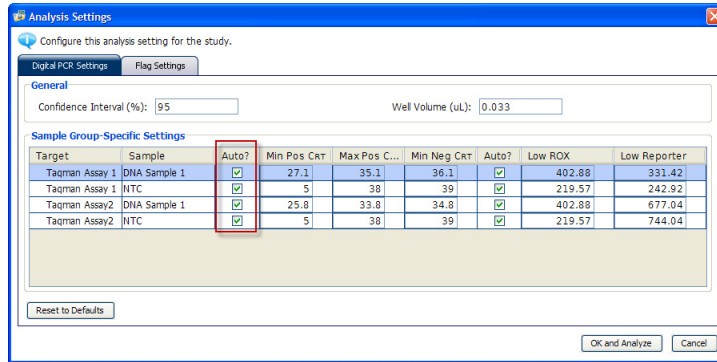 Analysis Settings
Configure this analysis setting for the study.
Digital PCR Settings Flag Settings
General
Confidence Interval (%): 95 Well Volume (uL): 0.033
Sample Group-Specific Settings
Target Sample Auto? Min Pos CRT Max Pos C... Min Neg CRT Auto? Low ROX Low Reporter
Taqman Assay 1 DNA Sample 1 27.1 35.1 36.1 402.88 331.42
Taqman Assay 1 NTC 5 38 39 219.57 242.92
Taqman Assay2 DNA Sample 1 25.8 33.8 34.8 402.88 677.04
Taqman Assay2 NTC 5 38 39 219.57 744.04
Reset to Defaults
OK and Analyze Cancel